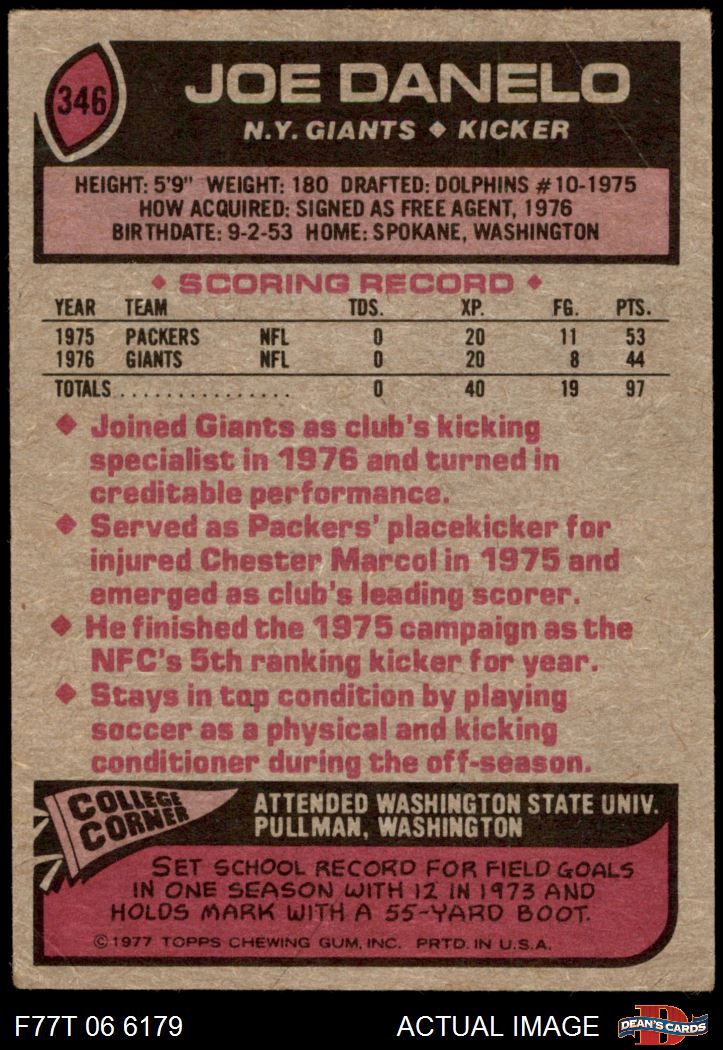 346
JOE DANELO
N.Y. GIANTS ◆ KICKER
HEIGHT: 5'9" WEIGHT: 180 DRAFTED: DOLPHINS #10-1975
HOW ACQUIRED: SIGNED AS FREE AGENT, 1976
BIRTHDATE: 9-2-53 HOME: SPOKANE, WASHINGTON
◆ SCORING RECORD ◆
YEAR TEAM TDS. XP. FG. PTS.
1975 PACKERS NFL 0 20 11 53
1976 GIANTS NFL 0 20 8 44
TOTALS............... 0 40 19 97
◆ Joined Giants as club's kicking
specialist in 1976 and turned in
creditable performance.
◆ Served as Packers' placekicker for
injured Chester Marcol in 1975 and
emerged as club's leading scorer.
◆ He finished the 1975 campaign as the
NFC's 5th ranking kicker for year.
◆ Stays in top condition by playing
soccer as a physical and kicking
conditioner during the off-season.
COLLEGE
CORNER
ATTENDED WASHINGTON STATE UNIV.
PULLMAN, WASHINGTON
SET SCHOOL RECORD FOR FIELD GOALS
IN ONE SEASON WITH 12 IN 1973 AND
HOLDS MARK WITH A 55-YARD BOOT.
©1977 TOPPS CHEWING GUM, INC. PRTD. IN U.S.A.
F77T 06 6179
ACTUAL IMAGE
D
DEAN'S CARDS